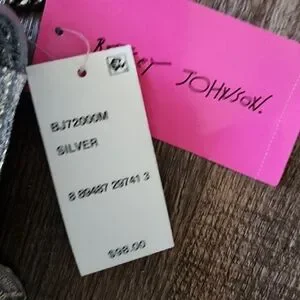 BETSEY JOHNSON.
BJ72000M
SILVER
8 89487 29741 3
$98.00